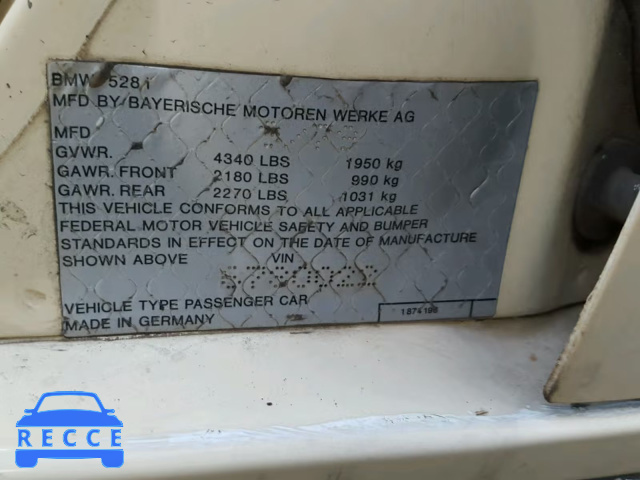 BMW 528i
MFD BY/BAYERISCHE MOTOREN WERKE AG
MFD
GVWR. 4340 LBS 1950 kg
GAWR. FRONT 2180 LBS 990 kg
GAWR. REAR 2270 LBS 1031 kg
THIS VEHICLE CONFORMS TO ALL APPLICABLE
FEDERAL MOTOR VEHICLE SAFETY AND BUMPER
STANDARDS IN EFFECT ON THE DATE OF MANUFACTURE
SHOWN ABOVE VIN
VEHICLE TYPE PASSENGER CAR
MADE IN GERMANY
RECCE